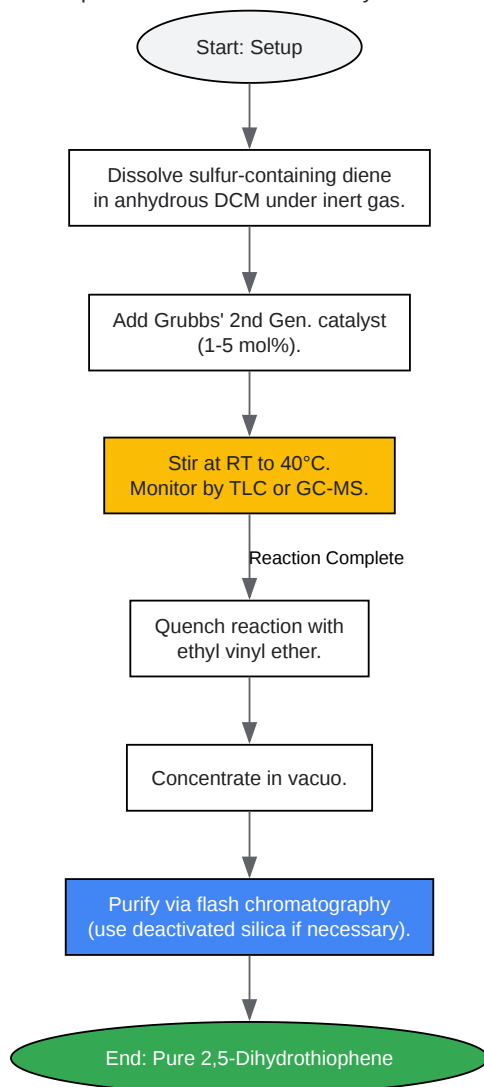 Start: Setup
Dissolve sulfur-containing diene
in anhydrous DCM under inert gas.
Add Grubbs' 2nd Gen. catalyst
(1-5 mol%).
Stir at RT to 40°C.
Monitor by TLC or GC-MS.
Reaction Complete
Quench reaction with
ethyl vinyl ether.
Concentrate in vacuo.
Purify via flash chromatography
(use deactivated silica if necessary).
End: Pure 2,5-Dihydrothiophene